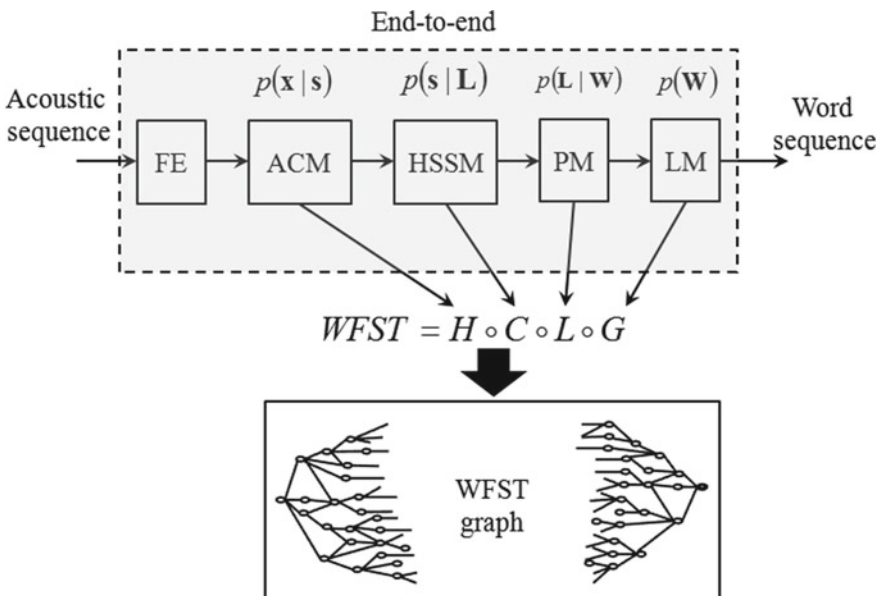 End-to-end
p(x | s) p(s | L) p(L | W) p(W)
Acoustic sequence
FE ACM HSSM PM LM
Word sequence
WFST = H ∘ C ∘ L ∘ G
WFST
graph